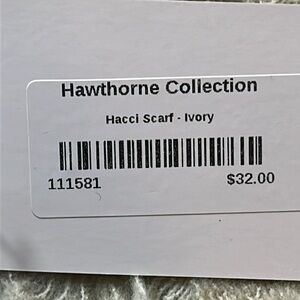 Hawthorne Collection
Hacci Scarf - Ivory
111581 $32.00